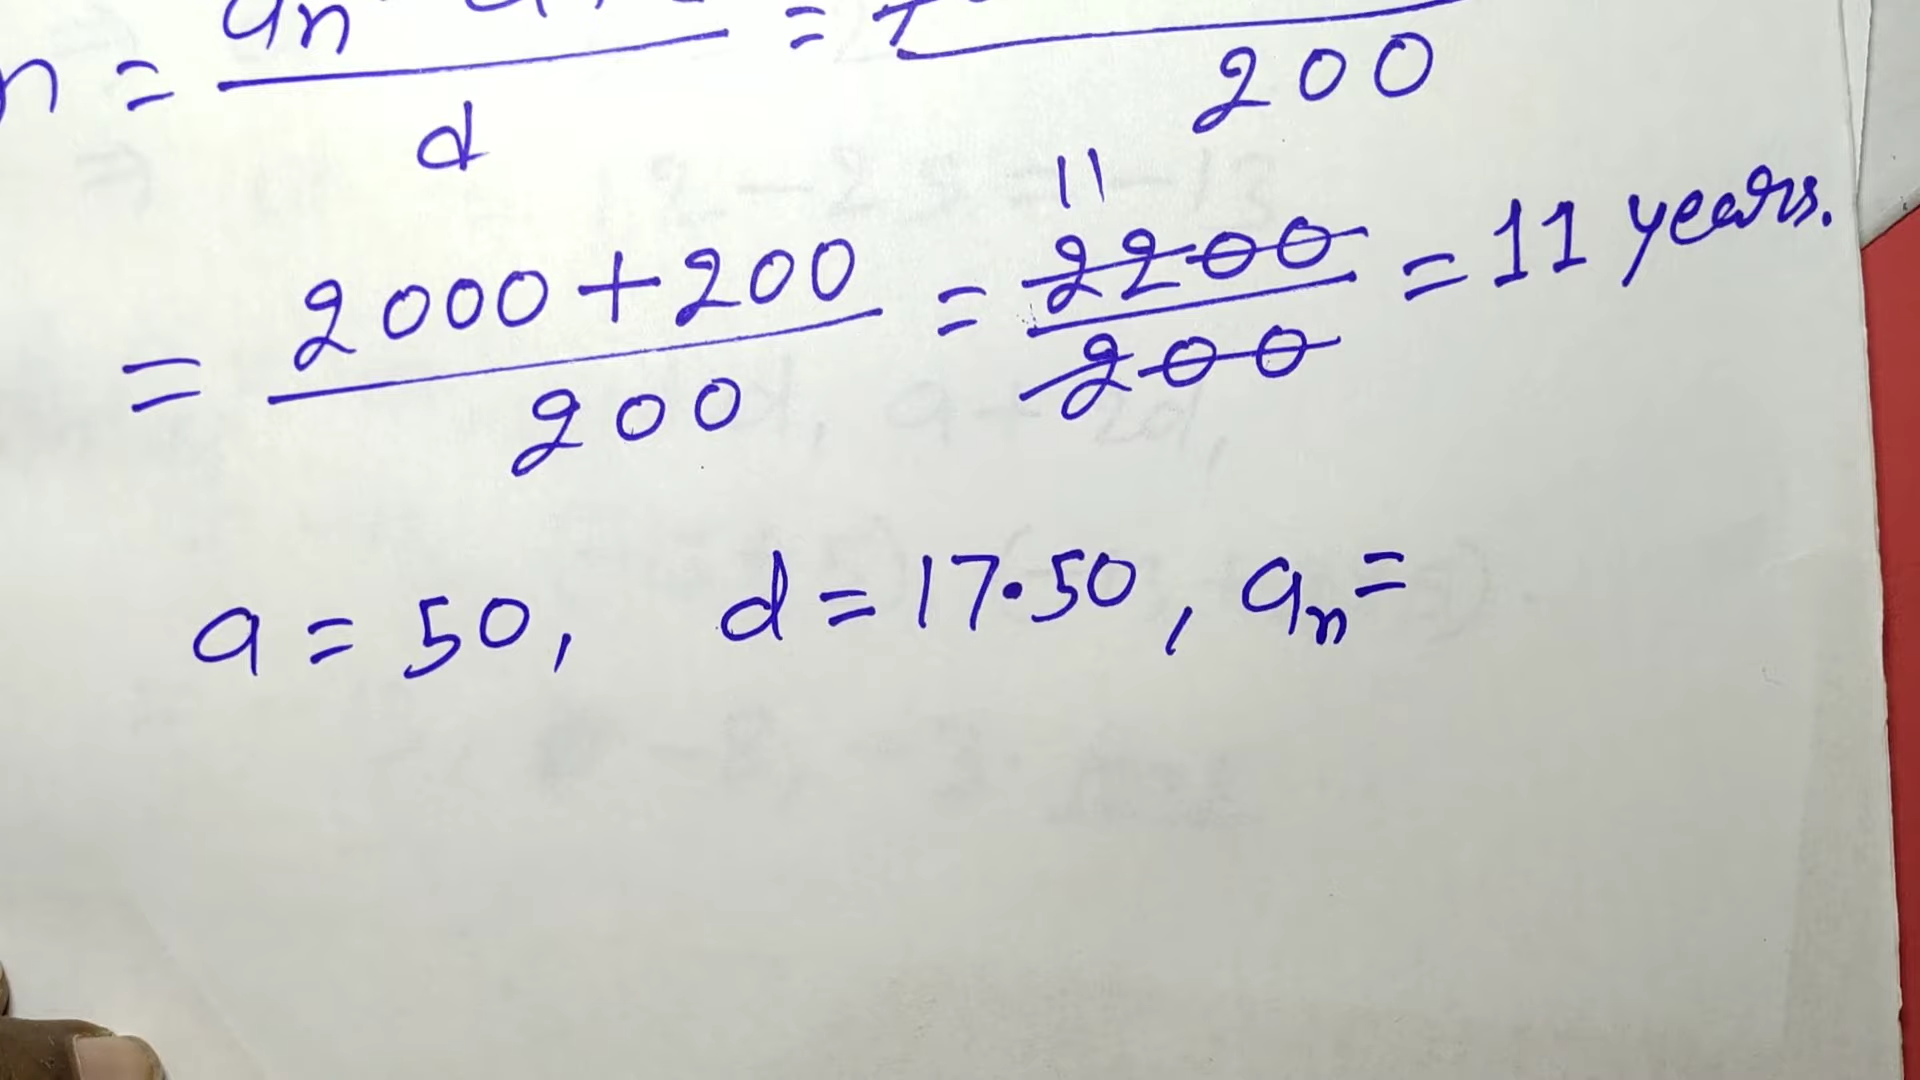 n = an / d = / 200
= 2000 + 200 / 200 = 11 2200 / 200 = 11 years.
a = 50, d = 17.50, an =